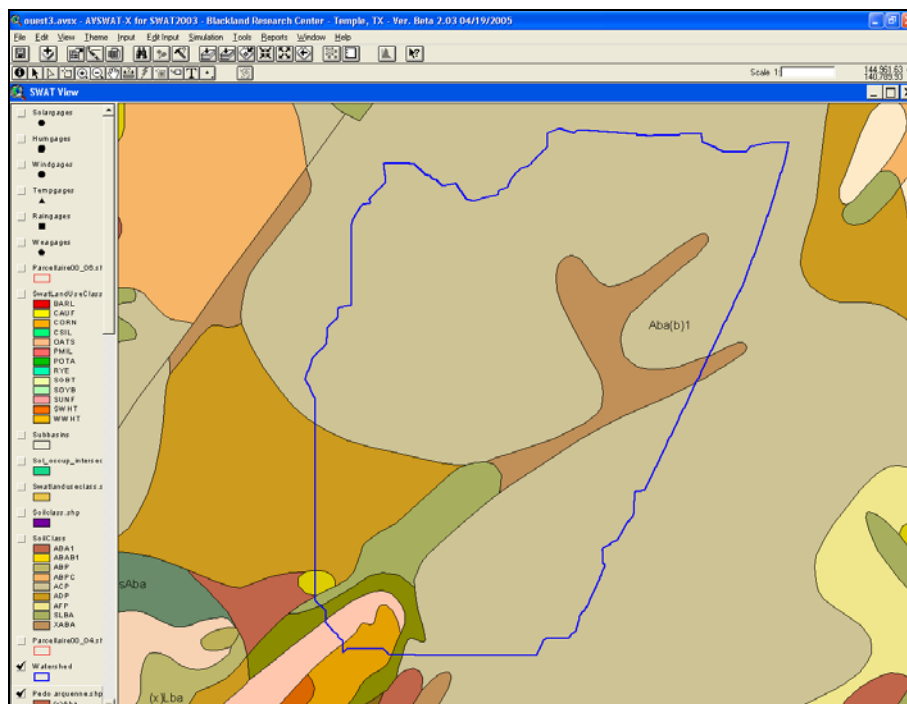 ouest3.avsx - AVSWAT-X for SWAT2003 - Blackland Research Center - Temple, TX - Ver. Beta 2.03 04/19/2005
File Edit View Theme Input Edit Input Simulation Tools Reports Window Help
Scale 1:
144,961.63
140,789.93
SWAT View
Solargages
Humgages
Windgages
Tempgages
Raingages
Weagages
Parcellaire00_06.sh
SwatLandUseClass
BARL
CAUF
CORN
CSIL
OATS
PMIL
POTA
RYE
SGBT
SOYB
SUNF
SWHT
WWHT
Subbasins
Sol_occup_intersec
Swatlanduseclass.s
Soilclass.shp
SoilClass
ABA1
ABAB1
ABP
ABPC
ACP
ADP
AFP
SLBA
XABA
Parcellaire00_04.sh
Watershed
Pedo
Aba(b)1
sAba
(x)Lba